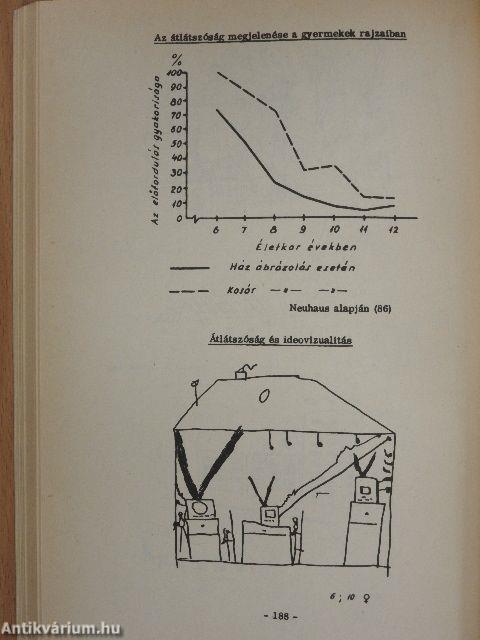 Az átlátszóság megjelenése a gyermekek rajzaiban
%
100
90
80
70
60
50
40
30
20
10
0
Az előfordulás gyakorisága
6 7 8 9 10 11 12
Életkor években
Ház ábrázolás esetén
Kosár —"— —"—
Neuhaus alapján (86)
Átlátszóság és ideovizualitás
6 ; 10 ♀
- 188 -
Antikvárium.hu